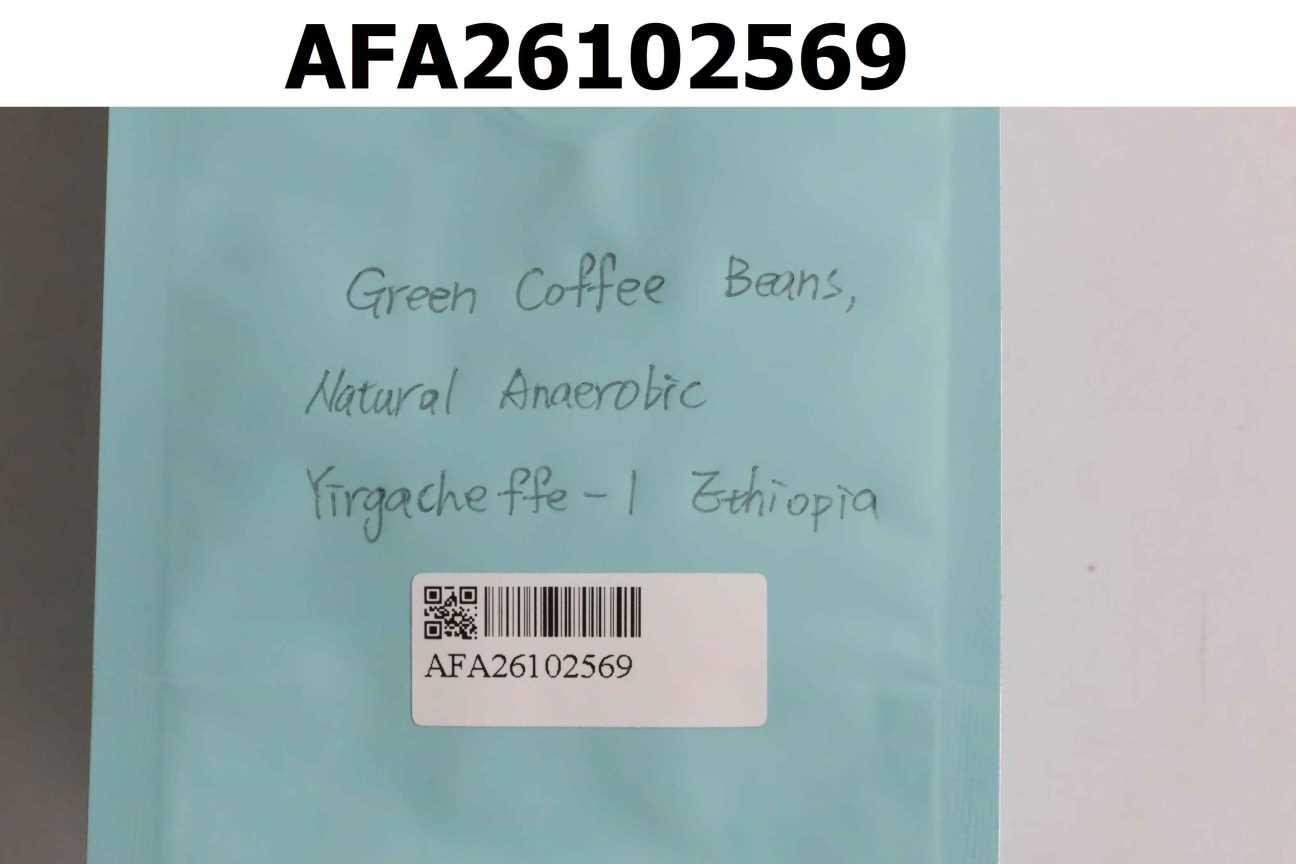 AFA26102569
Green Coffee Beans,
Natural Anaerobic
Yirgacheffe-1 Ethiopia
AFA26102569